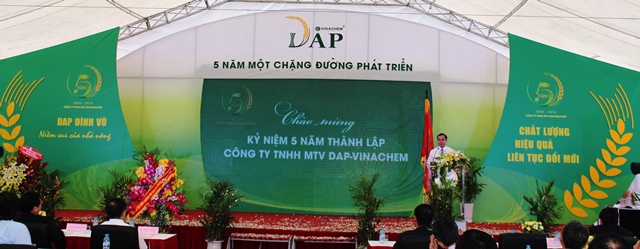 VINACHEM
DAP
5 NĂM MỘT CHẶNG ĐƯỜNG PHÁT TRIỂN
DAP ĐÌNH VŨ
Niềm vui của nhà nông
Chào mừng
KỶ NIỆM 5 NĂM THÀNH LẬP
CÔNG TY TNHH MTV DAP-VINACHEM
CHẤT LƯỢNG
HIỆU QUẢ
LIÊN TỤC ĐỔI MỚI